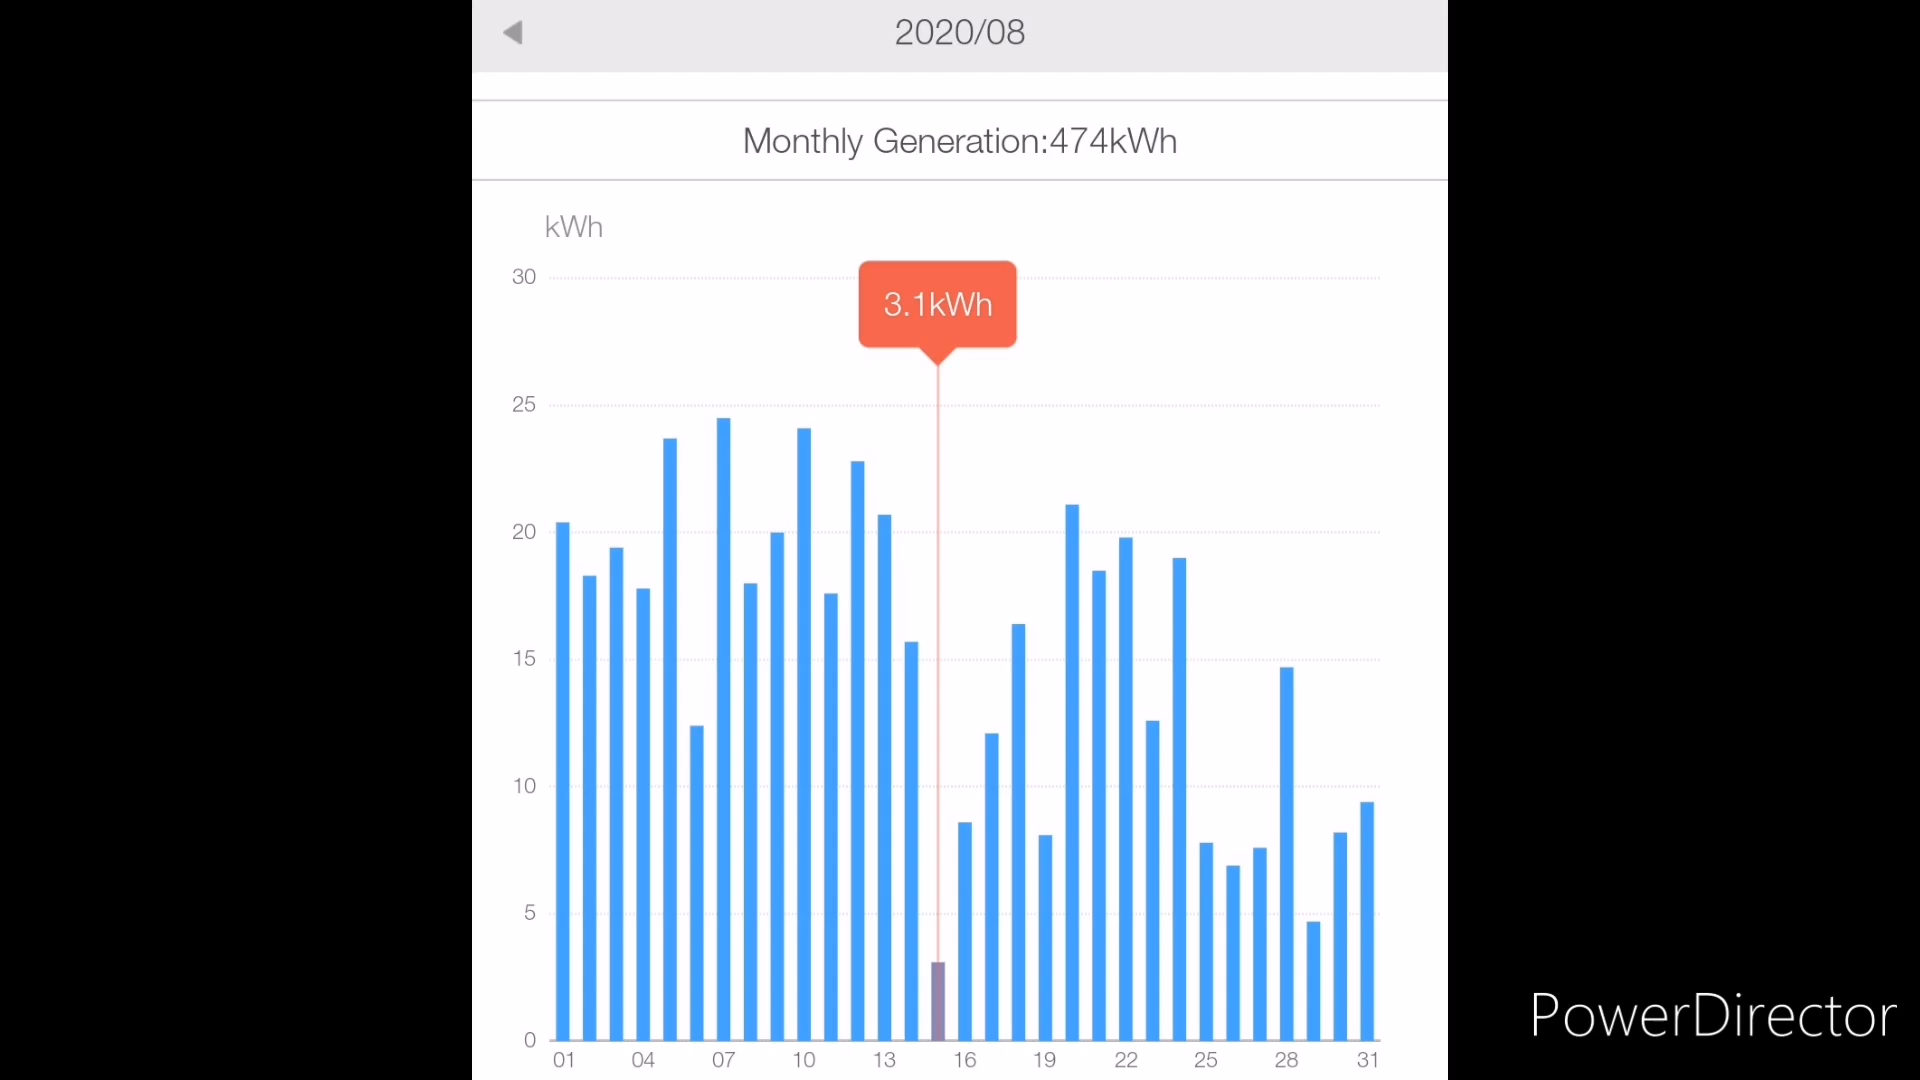 2020/08
Monthly Generation:474kWh
kWh
30
3.1kWh
25
20
15
10
5
0
01 04 07 10 13 16 19 22 25 28 31
PowerDirector